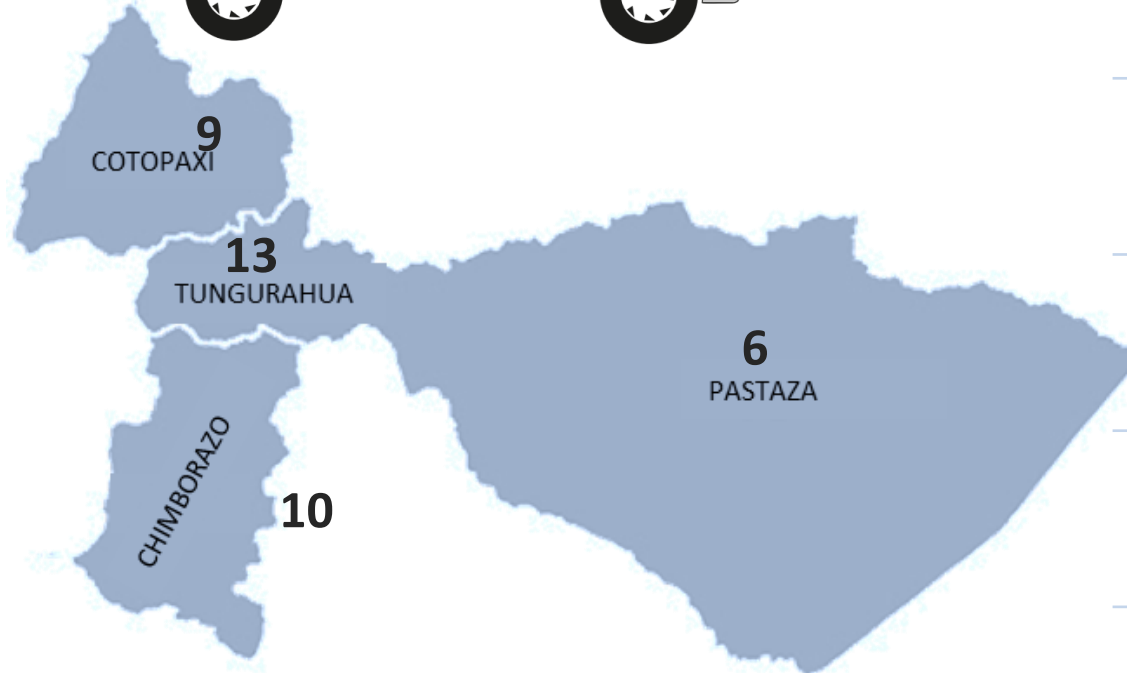 9
COTOPAXI
13
TUNGURAHUA
6
PASTAZA
CHIMBORAZO
10